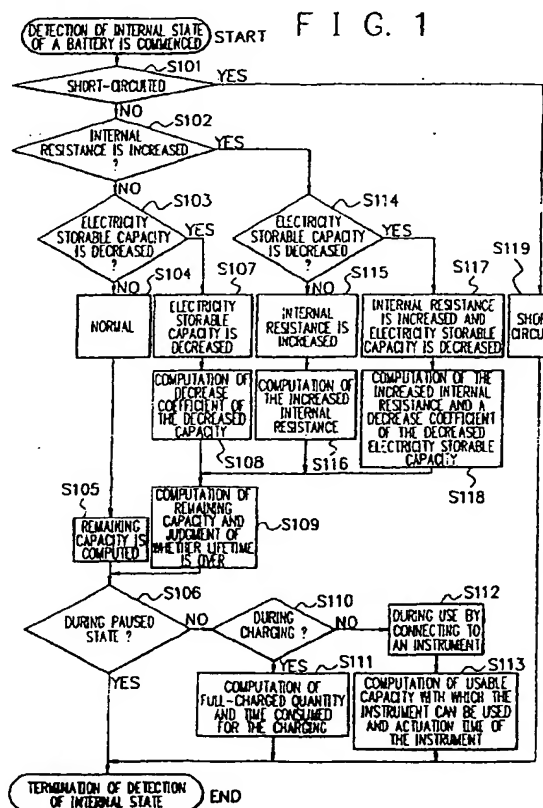 F I G. 1
DETECTION OF INTERNAL STATE
OF A BATTERY IS COMMENCED
START
S101
SHORT-CIRCUITED
YES
NO
S102
INTERNAL
RESISTANCE IS INCREASED
?
YES
NO
S103
ELECTRICITY
STORABLE CAPACITY
IS DECREASED
?
YES
NO
S114
ELECTRICITY
STORABLE CAPACITY
IS DECREASED
?
YES
NO
S104
NORMAL
S107
ELECTRICITY
STORABLE
CAPACITY IS
DECREASED
S115
INTERNAL
RESISTANCE IS
INCREASED
S117
INTERNAL RESISTANCE
IS INCREASED AND
ELECTRICITY STORABLE
CAPACITY IS DECREASED
S119
SHOR
CIRCUI
COMPUTATION OF
DECREASE
COEFFICIENT OF
THE DECREASED
CAPACITY
S108
COMPUTATION OF
THE INCREASED
INTERNAL
RESISTANCE
S116
COMPUTATION OF THE
INCREASED INTERNAL
RESISTANCE AND A
DECREASE COEFFICIENT
OF THE DECREASED
ELECTRICITY STORABLE
CAPACITY
S118
S105
REMAINING
CAPACITY IS
COMPUTED
COMPUTATION OF
REMAINING
CAPACITY AND
JUDGMENT OF
WHETHER LIFETIME
IS OVER
S109
S106
DURING PAUSED
STATE ?
NO
YES
S110
DURING
CHARGING ?
NO
YES
S112
DURING USE BY
CONNECTING TO
AN INSTRUMENT
S111
COMPUTATION OF
FULL-CHARGED QUANTITY
AND TIME CONSUMED
FOR THE CHARGING
S113
COMPUTATION OF USABLE
CAPACITY WITH WHICH THE
INSTRUMENT CAN BE USED
AND ACTUATION TIME OF
THE INSTRUMENT
TERMINATION OF DETECTION
OF INTERNAL STATE
END